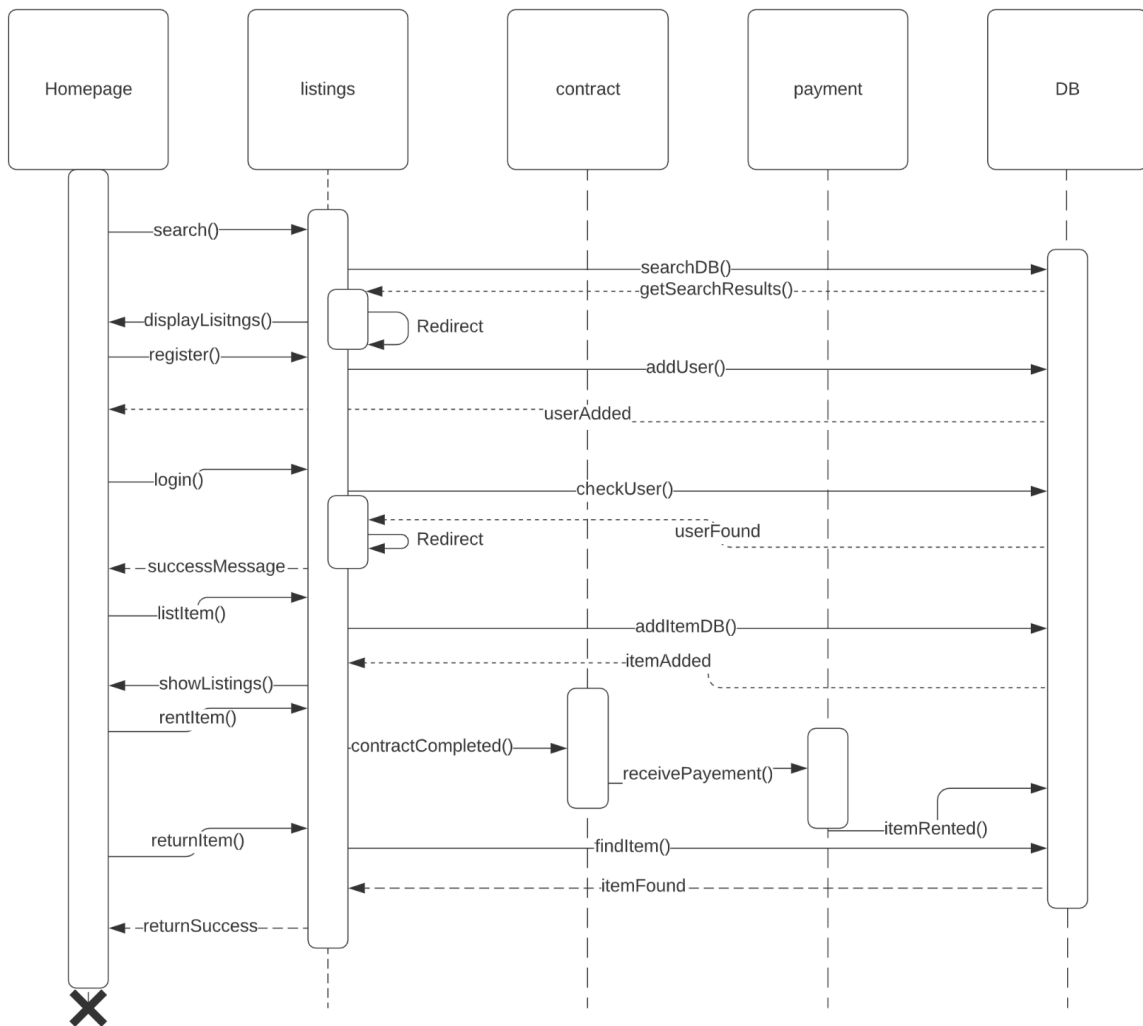 Homepage
listings
contract
payment
DB
search()
searchDB()
getSearchResults()
displayLisitngs()
Redirect
register()
addUser()
userAdded
login()
checkUser()
userFound
Redirect
successMessage
listItem()
addItemDB()
itemAdded
showListings()
rentItem()
contractCompleted()
receivePayement()
itemRented()
returnItem()
findItem()
itemFound
returnSuccess